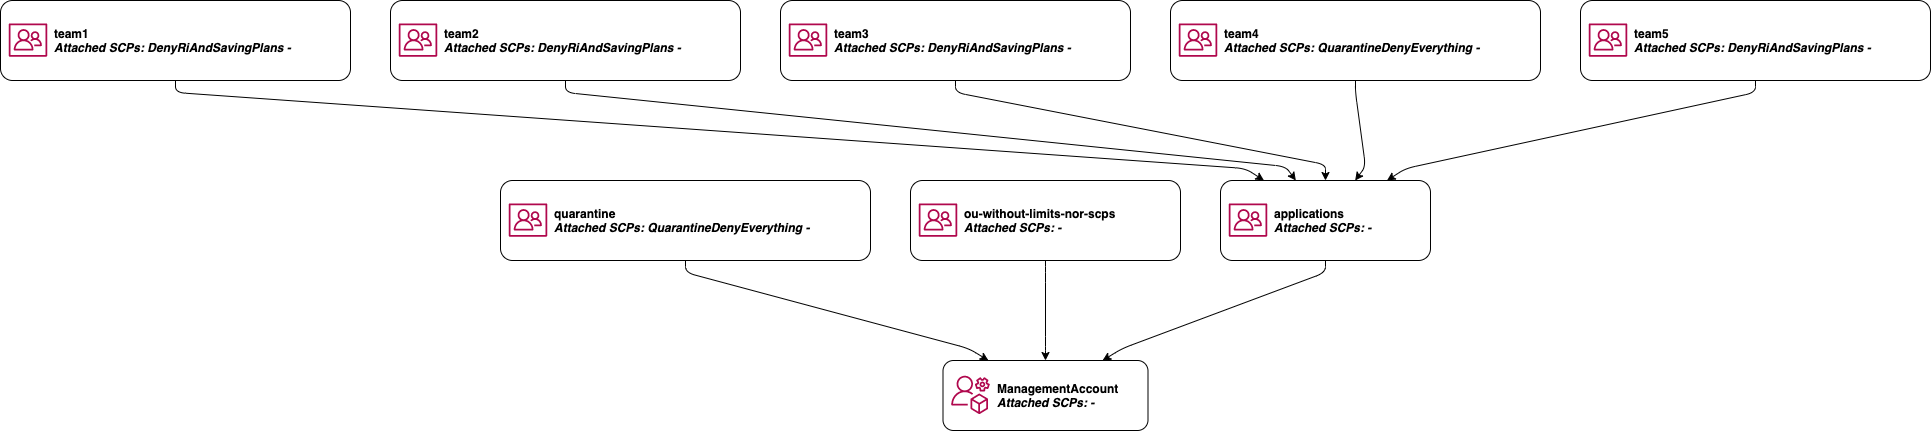 team1
Attached SCPs: DenyRiAndSavingPlans -
team2
Attached SCPs: DenyRiAndSavingPlans -
team3
Attached SCPs: DenyRiAndSavingPlans -
team4
Attached SCPs: QuarantineDenyEverything -
team5
Attached SCPs: DenyRiAndSavingPlans -
quarantine
Attached SCPs: QuarantineDenyEverything -
ou-without-limits-nor-scps
Attached SCPs: -
applications
Attached SCPs: -
ManagementAccount
Attached SCPs: -